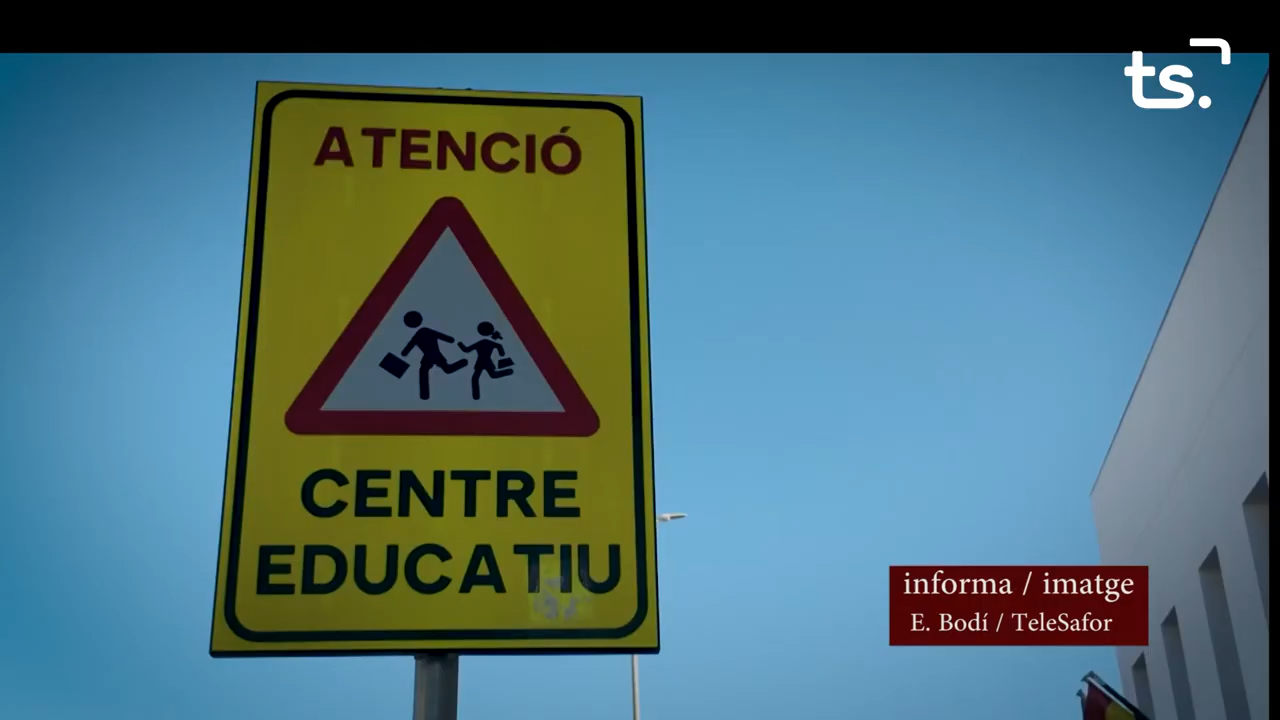 ts.
ATENCIÓ
CENTRE
EDUCATIU
informa / imatge
E. Bodí / TeleSafor